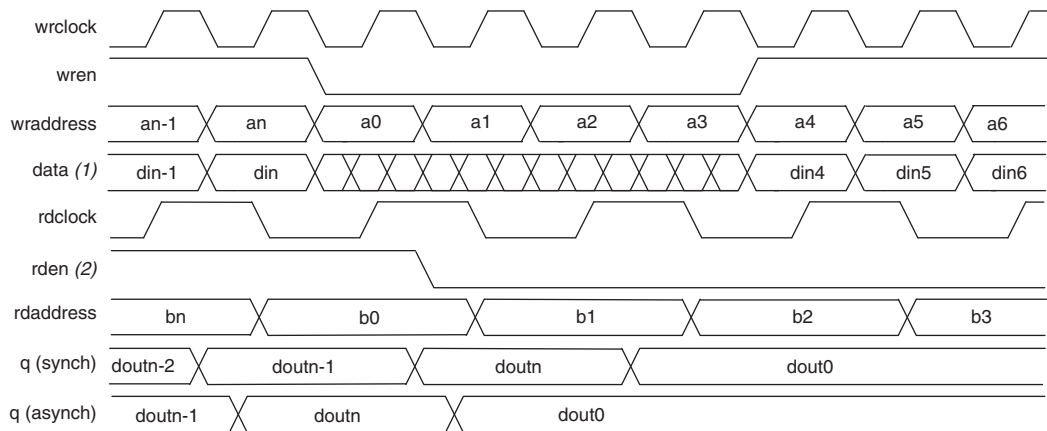 wrclock
wren
wraddress an-1 an a0 a1 a2 a3 a4 a5 a6
data (1) din-1 din din4 din5 din6
rdclock
rden (2)
rdaddress bn b0 b1 b2 b3
q (synch) doutn-2 doutn-1 doutn dout0
q (asynch) doutn-1 doutn dout0